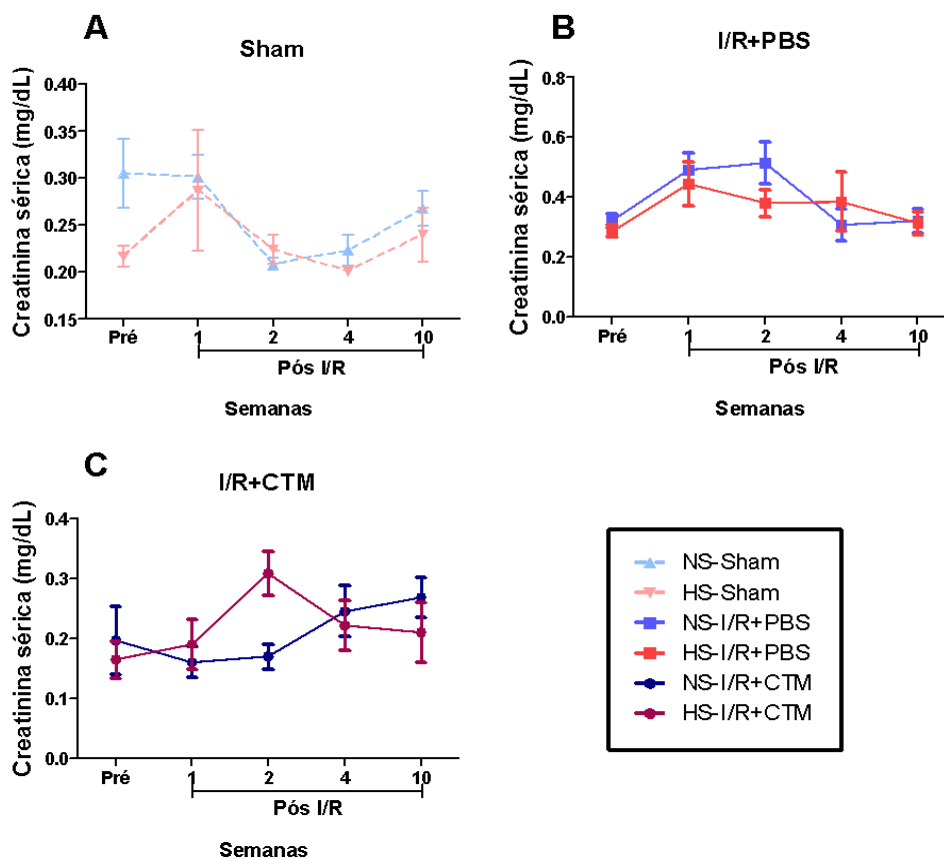 A
Sham
Creatinina sérica (mg/dL)
0.40
0.35
0.30
0.25
0.20
0.15
Pré 1 2 4 10
Pós I/R
Semanas
B
I/R+PBS
Creatinina sérica (mg/dL)
0.8
0.6
0.4
0.2
0.0
Pré 1 2 4 10
Pós I/R
Semanas
C
I/R+CTM
Creatinina sérica (mg/dL)
0.4
0.3
0.2
0.1
0.0
Pré 1 2 4 10
Pós I/R
Semanas
NS-Sham
HS-Sham
NS-I/R+PBS
HS-I/R+PBS
NS-I/R+CTM
HS-I/R+CTM